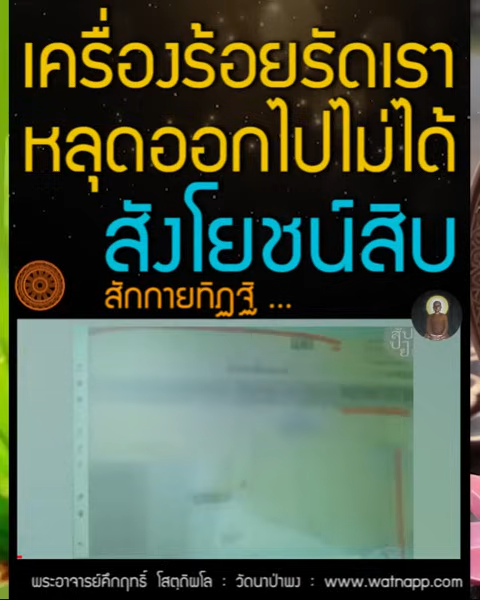 เครื่องร้อยรัดเรา
หลุดออกไปไม่ได้
สังโยชน์สิบ
สักกายทิฏฐิ ...
พระอาจารย์คึกฤทธิ์ โสตฺถิผโล : วัดนาป่าพง : www.watnapp.com